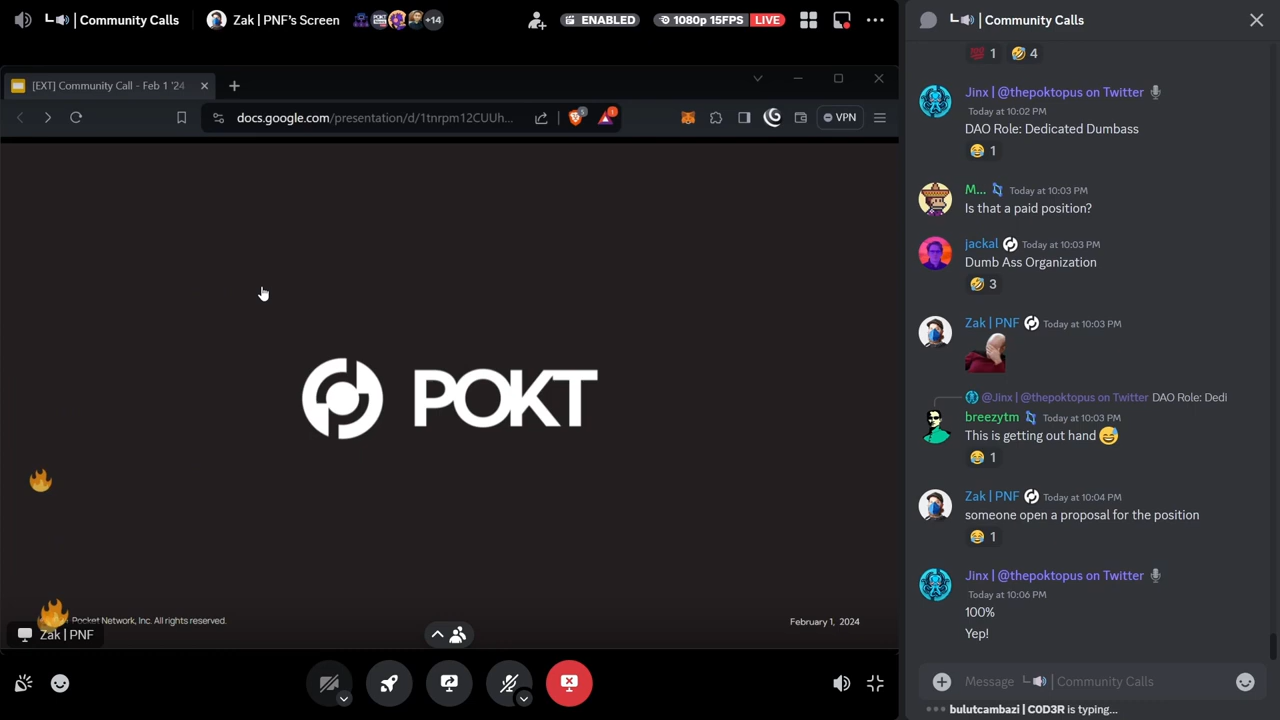 | Community Calls
Zak | PNF's Screen
+14
ENABLED
1080p 15FPS LIVE
| Community Calls
[EXT] Community Call - Feb 1 '24
docs.google.com/presentation/d/1tnrpm12CUUh...
5
1
VPN
POKT
Pocket Network, Inc. All rights reserved.
February 1, 2024
Zak | PNF
1 4
Jinx | @thepoktopus on Twitter
Today at 10:02 PM
DAO Role: Dedicated Dumbass
1
M... Today at 10:03 PM
Is that a paid position?
jackal Today at 10:03 PM
Dumb Ass Organization
3
Zak | PNF Today at 10:03 PM
@Jinx | @thepoktopus on Twitter DAO Role: Dedi
breezytm Today at 10:03 PM
This is getting out hand
1
Zak | PNF Today at 10:04 PM
someone open a proposal for the position
1
Jinx | @thepoktopus on Twitter
Today at 10:06 PM
100%
Yep!
Message | Community Calls
bulutcambazi | C0D3R is typing...